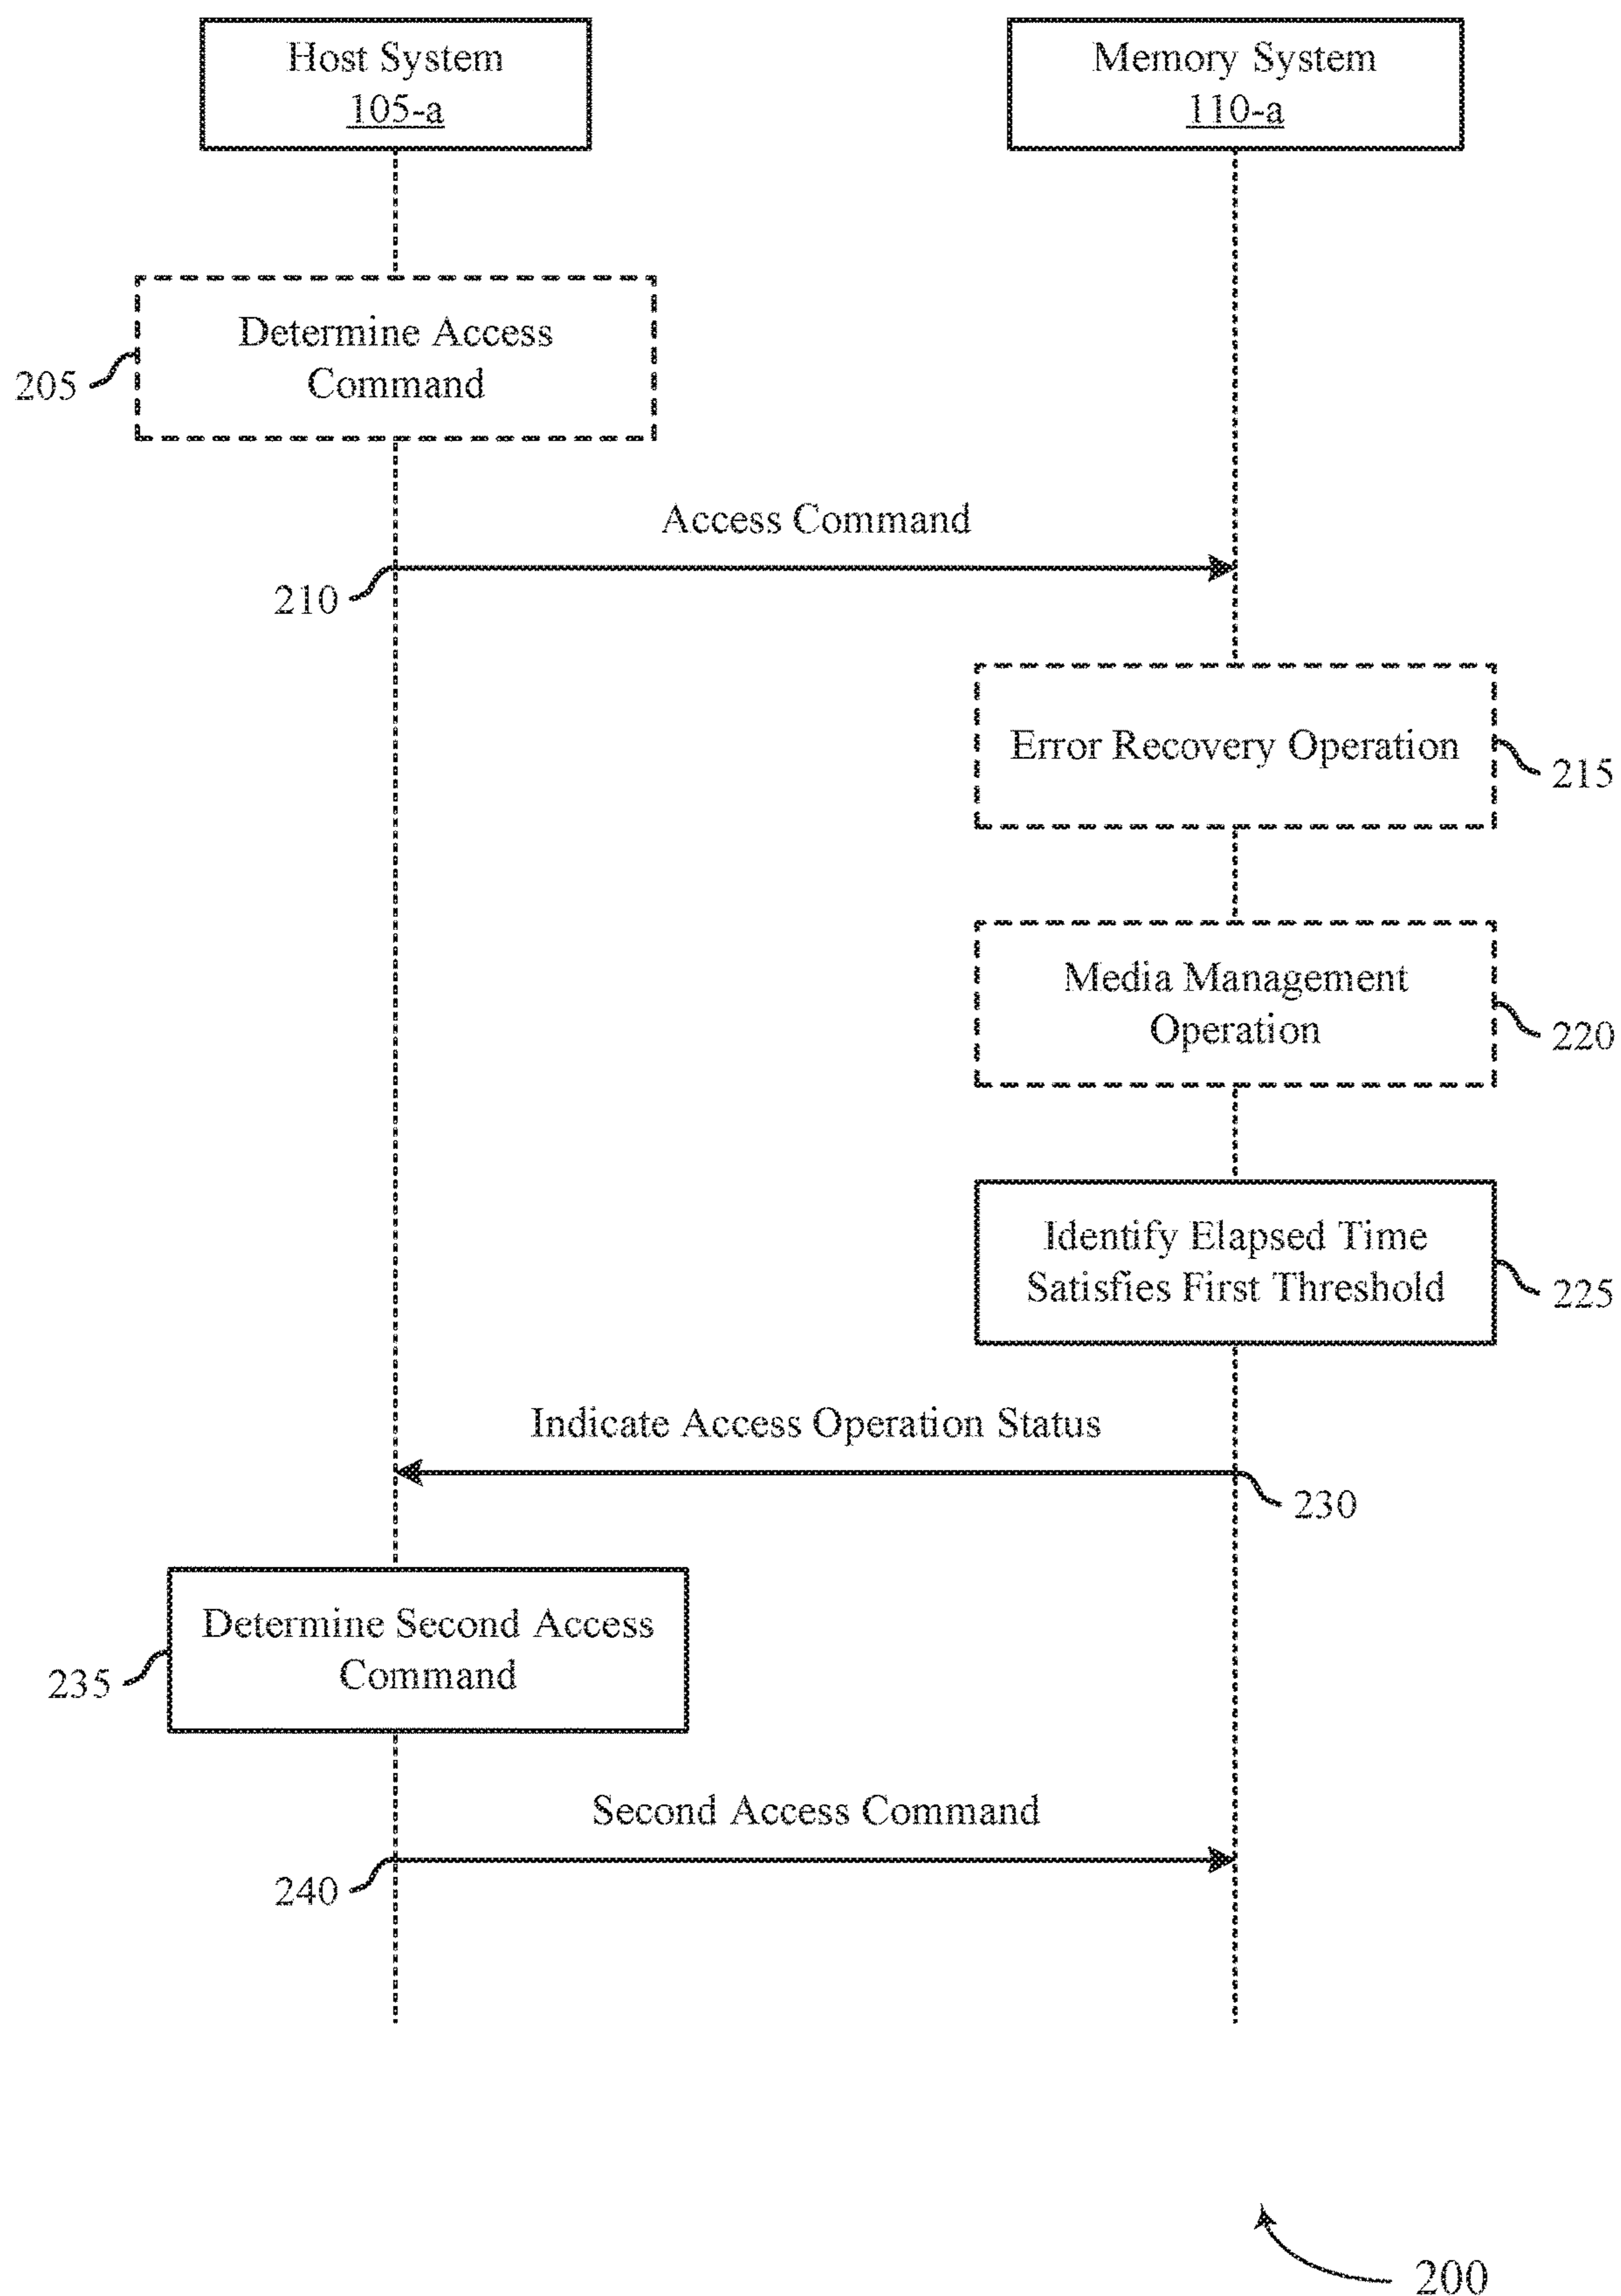 Host System
105-a
Memory System
110-a
Determine Access
Command
205
Access Command
210
Error Recovery Operation
215
Media Management
Operation
220
Identify Elapsed Time
Satisfies First Threshold
225
Indicate Access Operation Status
230
Determine Second Access
Command
235
Second Access Command
240
200